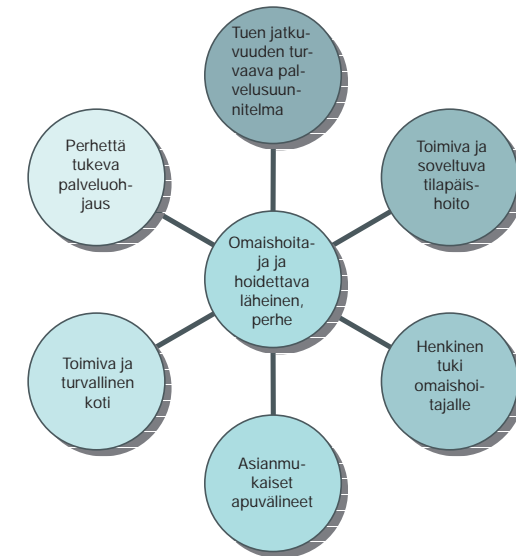 Tuen jatku-
vuuden tur-
vaava pal-
velusuun-
nitelma
Perhettä
tukeva
palveluoh-
jaus
Toimiva ja
soveltuva
tilapäis-
hoito
Omaishoita-
ja ja
hoidettava
läheinen,
perhe
Toimiva ja
turvallinen
koti
Henkinen
tuki
omaishoi-
tajalle
Asianmu-
kaiset
apuvälineet